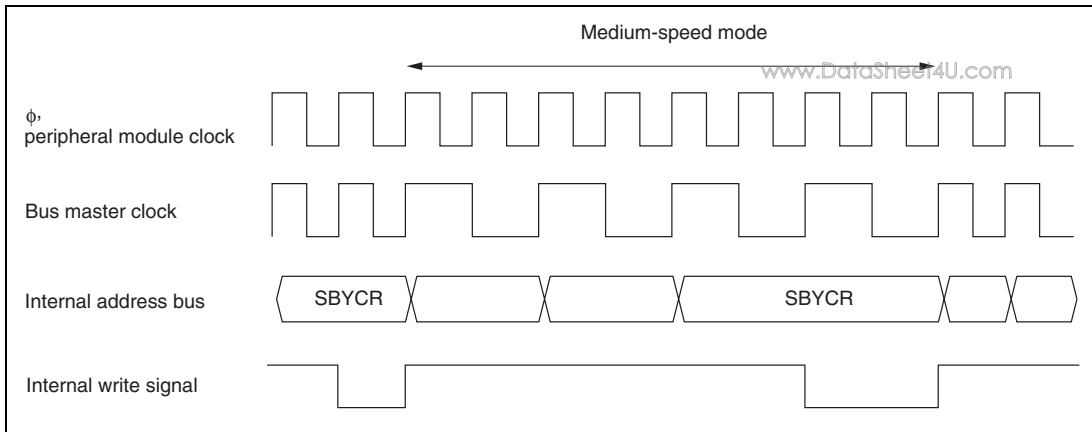 Medium-speed mode
www.DataSheet4U.com
φ,
peripheral module clock
Bus master clock
Internal address bus
SBYCR
SBYCR
Internal write signal